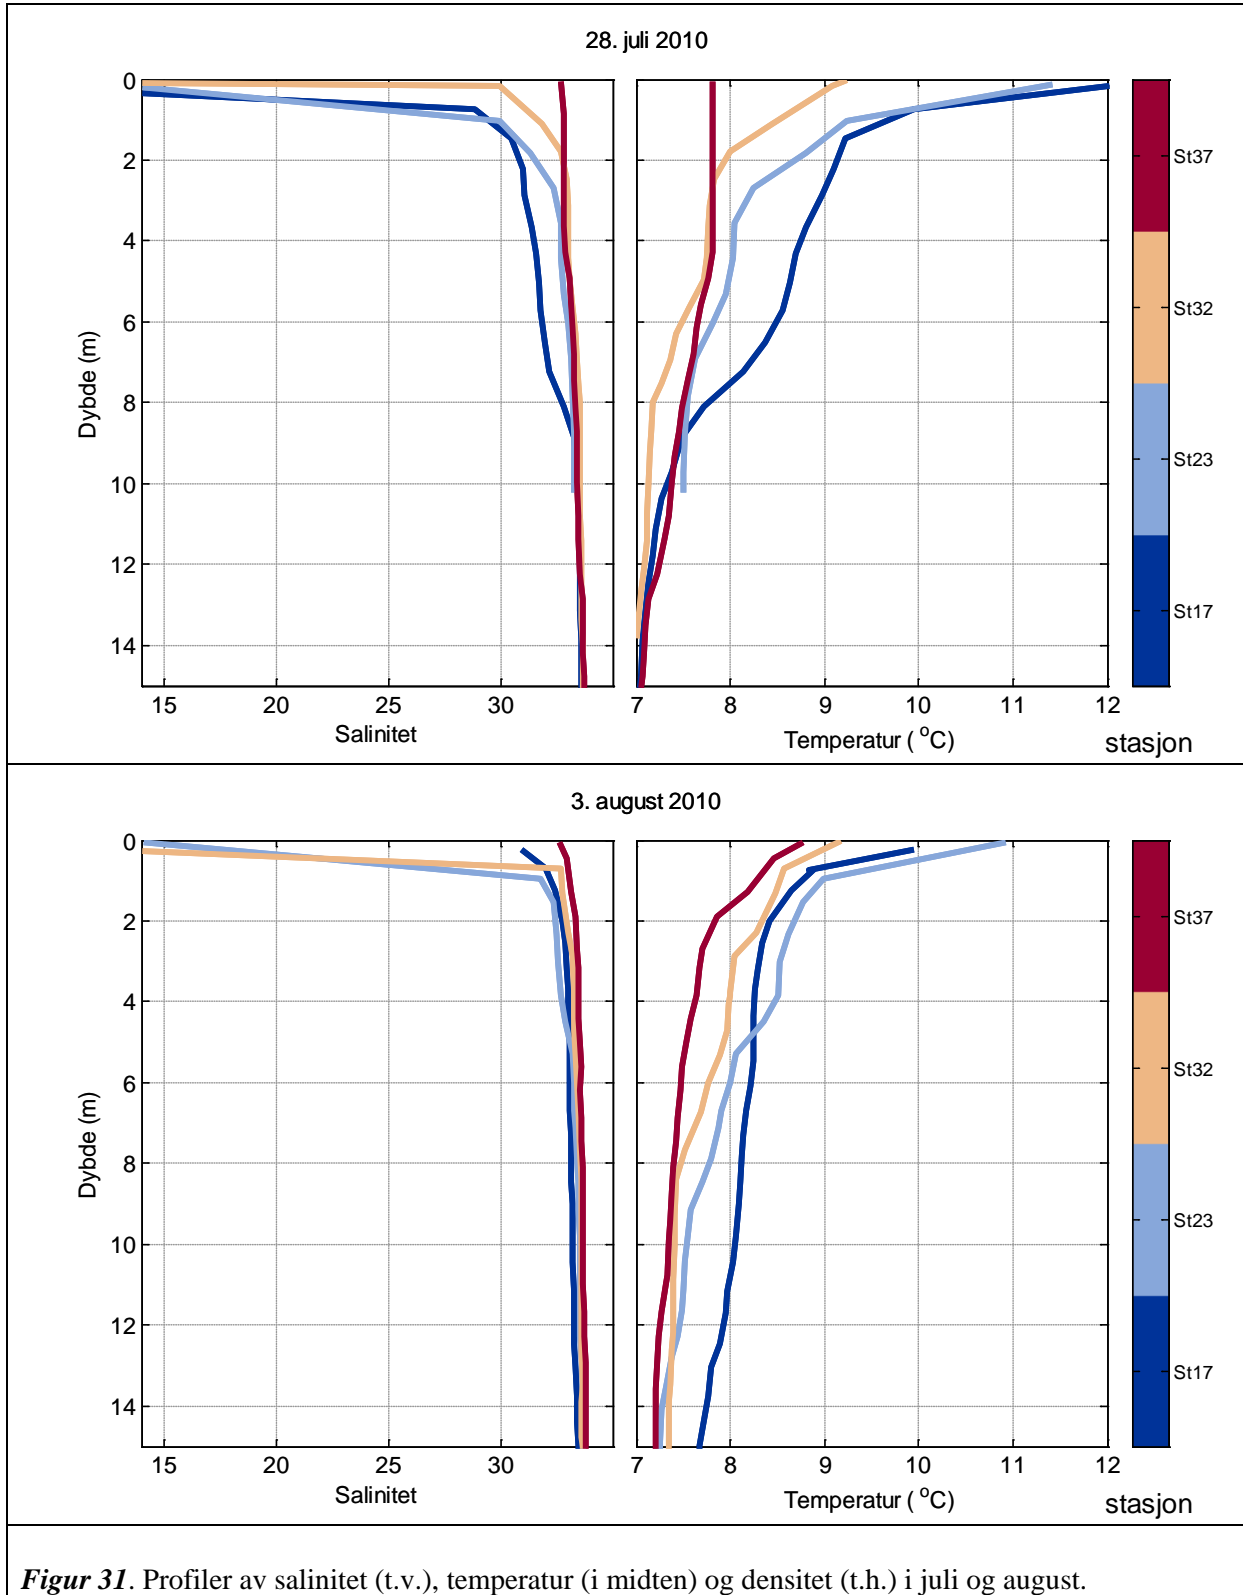 28. juli 2010
0
2
4
6
8
10
12
14
Dybde (m)
15 20 25 30
Salinitet
7 8 9 10 11 12
Temperatur ( °C)
St37
St32
St23
St17
stasjon
3. august 2010
0
2
4
6
8
10
12
14
Dybde (m)
15 20 25 30
Salinitet
7 8 9 10 11 12
Temperatur ( °C)
St37
St32
St23
St17
stasjon
Figur 31. Profiler av salinitet (t.v.), temperatur (i midten) og densitet (t.h.) i juli og august.